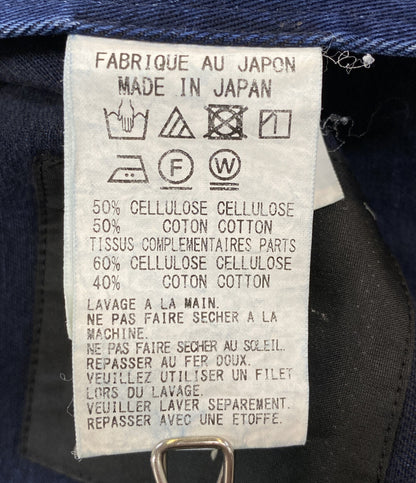 FABRIQUE AU JAPON
MADE IN JAPAN
F
W
50% CELLULOSE CELLULOSE
50% COTON COTTON
TISSUS COMPLEMENTAIRES PARTS
60% CELLULOSE CELLULOSE
40% COTON COTTON
LAVAGE A LA MAIN.
NE PAS FAIRE SECHER A LA
MACHINE.
NE PAS FAIRE SECHER AU SOLEIL.
REPASSER AU FER DOUX.
VEUILLEZ UTILISER UN FILET
LORS DU LAVAGE.
VEUILLER LAVER SEPAREMENT.
REPASSER AVEC UNE ETOFFE.